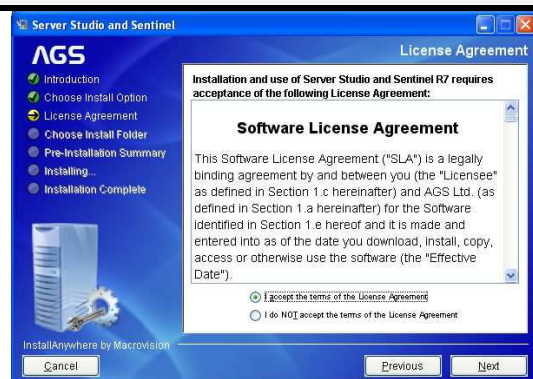 Server Studio and Sentinel
AGS
License Agreement
Introduction
Choose Install Option
License Agreement
Choose Install Folder
Pre-Installation Summary
Installing...
Installation Complete
Installation and use of Server Studio and Sentinel R7 requires
acceptance of the following License Agreement:
Software License Agreement
This Software License Agreement ("SLA") is a legally
binding agreement by and between you (the "Licensee"
as defined in Section 1.c hereinafter) and AGS Ltd. (as
defined in Section 1.a hereinafter) for the Software
identified in Section 1.e hereof and it is made and
entered into as of the date you download, install, copy,
access or otherwise use the software (the "Effective
Date").
I accept the terms of the License Agreement
I do NOT accept the terms of the License Agreement
InstallAnywhere by Macrovision
Cancel
Previous
Next